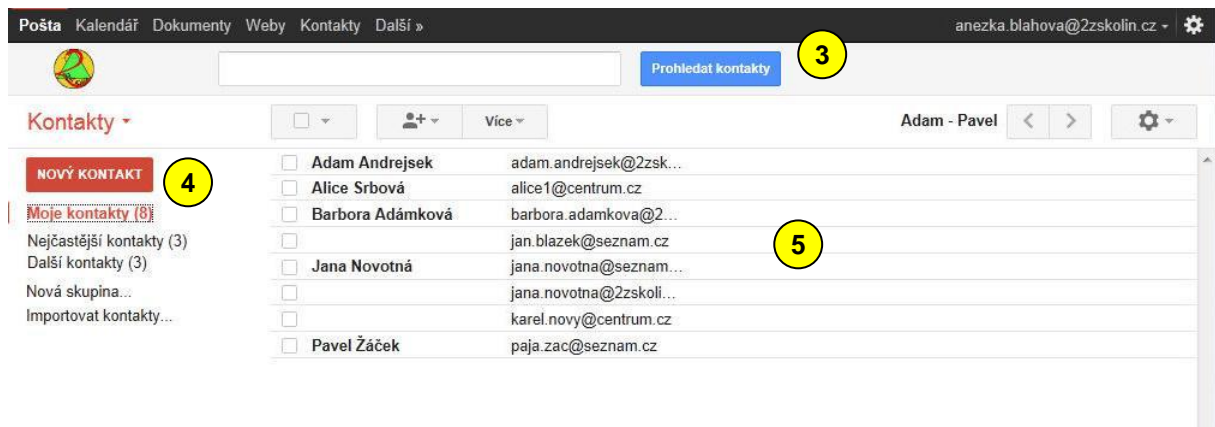 Pošta Kalendář Dokumenty Weby Kontakty Další » anezka.blahova@2zskolin.cz
Prohledat kontakty 3
Kontakty Více Adam - Pavel
NOVÝ KONTAKT 4
Moje kontakty (8)
Nejčastější kontakty (3)
Další kontakty (3)
Nová skupina...
Importovat kontakty...
Adam Andrejsek adam.andrejsek@2zsk...
Alice Srbová alice1@centrum.cz
Barbora Adámková barbora.adamkova@2...
jan.blazek@seznam.cz 5
Jana Novotná jana.novotna@seznam...
jana.novotna@2zskoli...
karel.novy@centrum.cz
Pavel Žáček paja.zac@seznam.cz